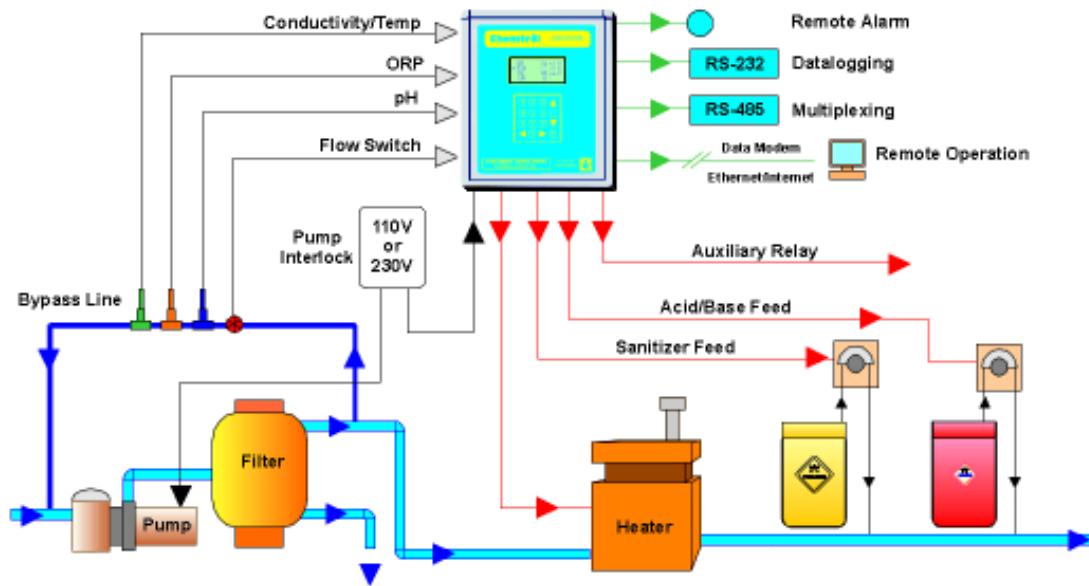 Conductivity/Temp
ORP
pH
Flow Switch
Remote Alarm
RS-232
Datalogging
RS-485
Multiplexing
Data Modem
Ethernet/Internet
Remote Operation
Pump
Interlock
110V
or
230V
Auxiliary Relay
Bypass Line
Acid/Base Feed
Sanitizer Feed
Filter
Pump
Heater